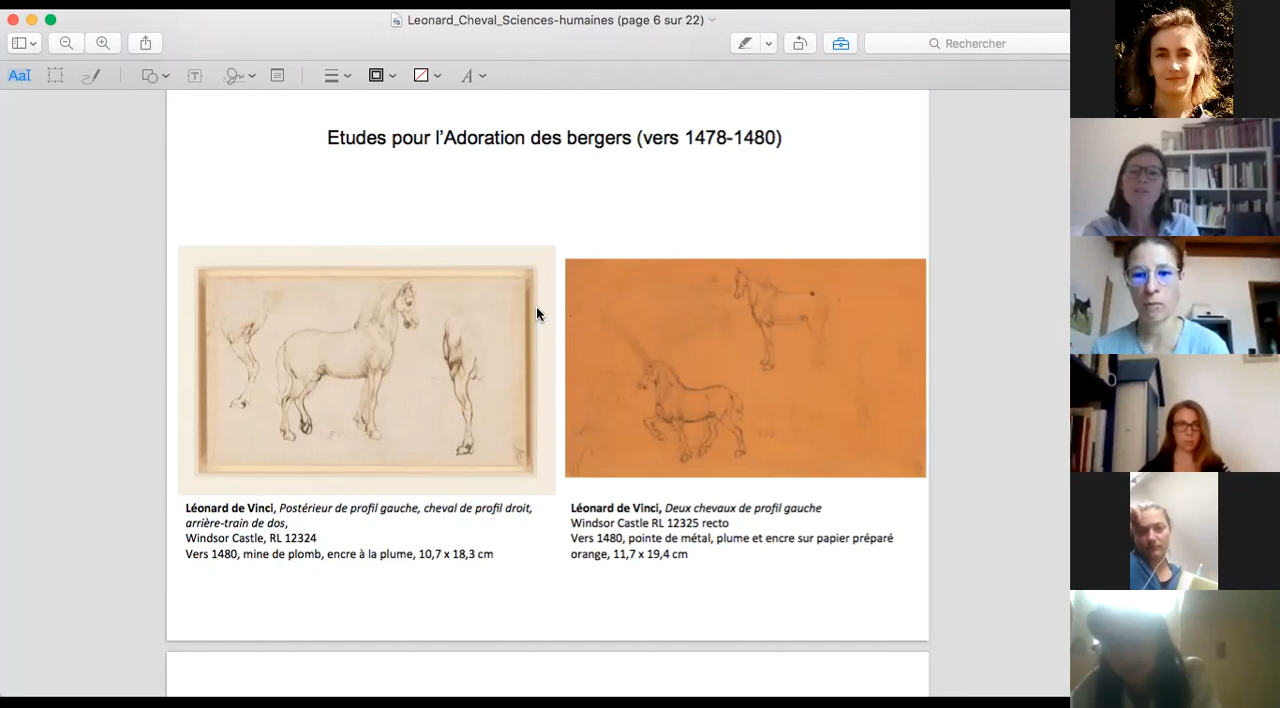 Leonard_Cheval_Sciences-humaines (page 6 sur 22)
Rechercher
AaI
T
A
Etudes pour l'Adoration des bergers (vers 1478-1480)
Léonard de Vinci, Postérieur de profil gauche, cheval de profil droit,
arrière-train de dos,
Windsor Castle, RL 12324
Vers 1480, mine de plomb, encre à la plume, 10,7 x 18,3 cm
Léonard de Vinci, Deux chevaux de profil gauche
Windsor Castle RL 12325 recto
Vers 1480, pointe de métal, plume et encre sur papier préparé
orange, 11,7 x 19,4 cm